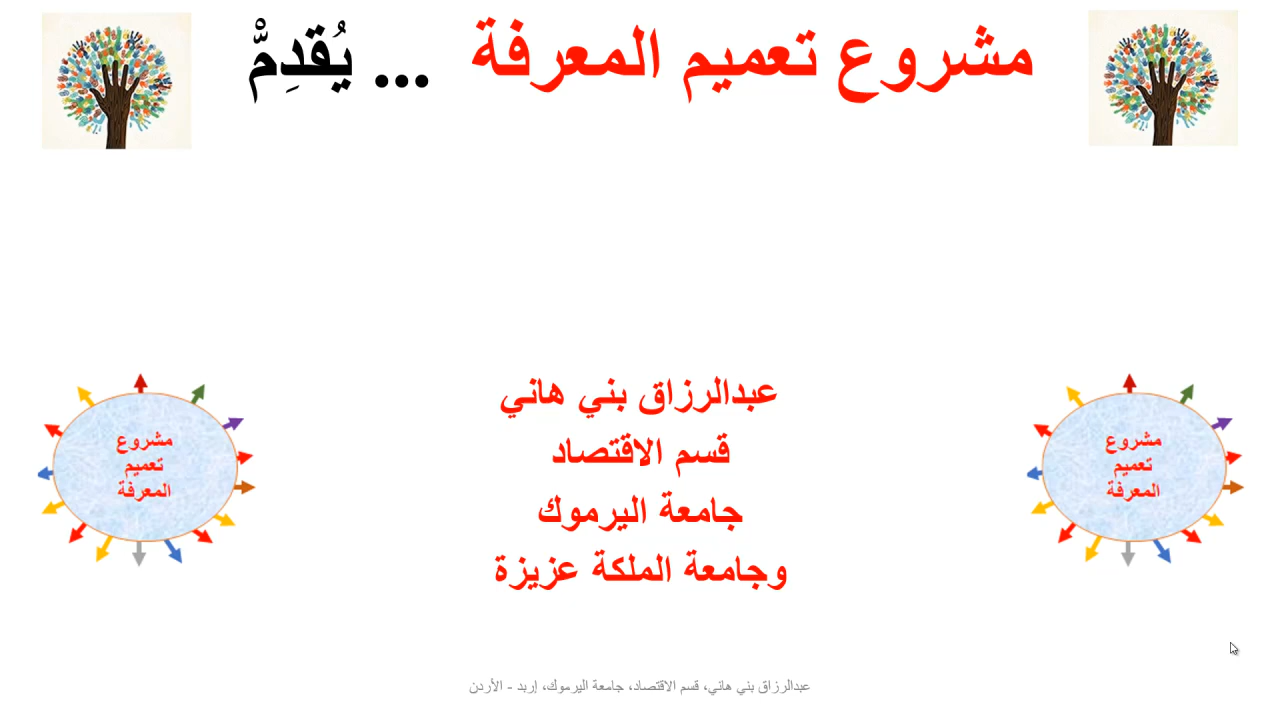 مشروع تعميم المعرفة ... يُقدِمّْ
عبدالرزاق بني هاني
قسم الاقتصاد
جامعة اليرموك
وجامعة الملكة عزيزة
مشروع
تعميم
المعرفة
مشروع
تعميم
المعرفة
عبدالرزاق بني هاني، قسم الاقتصاد، جامعة اليرموك، إربد - الأردن